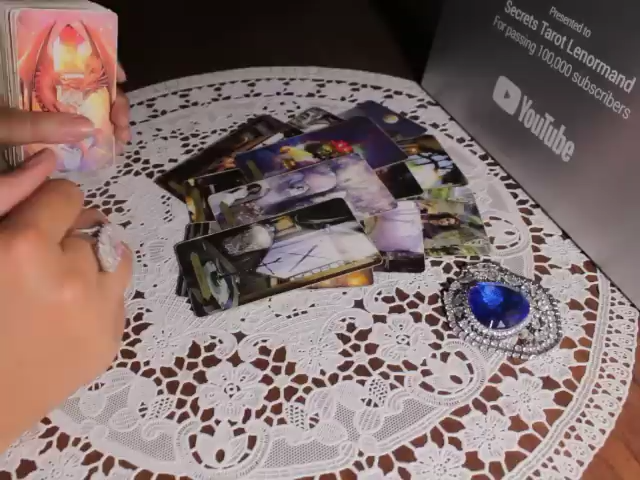 Presented to
Secrets Tarot Lenormand
For passing 100,000 subscribers
YouTube